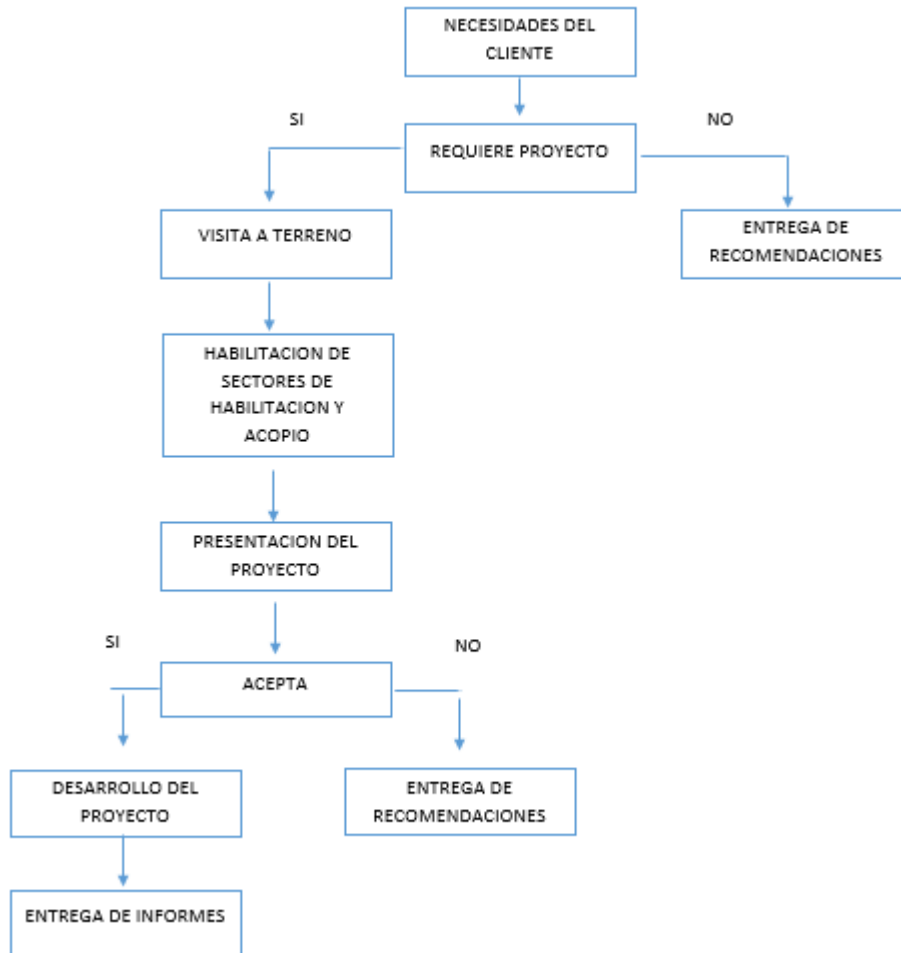 NECESIDADES DEL
CLIENTE
SI
NO
REQUIERE PROYECTO
VISITA A TERRENO
ENTREGA DE
RECOMENDACIONES
HABILITACION DE
SECTORES DE
HABILITACION Y
ACOPIO
PRESENTACION DEL
PROYECTO
SI
NO
ACEPTA
DESARROLLO DEL
PROYECTO
ENTREGA DE
RECOMENDACIONES
ENTREGA DE INFORMES